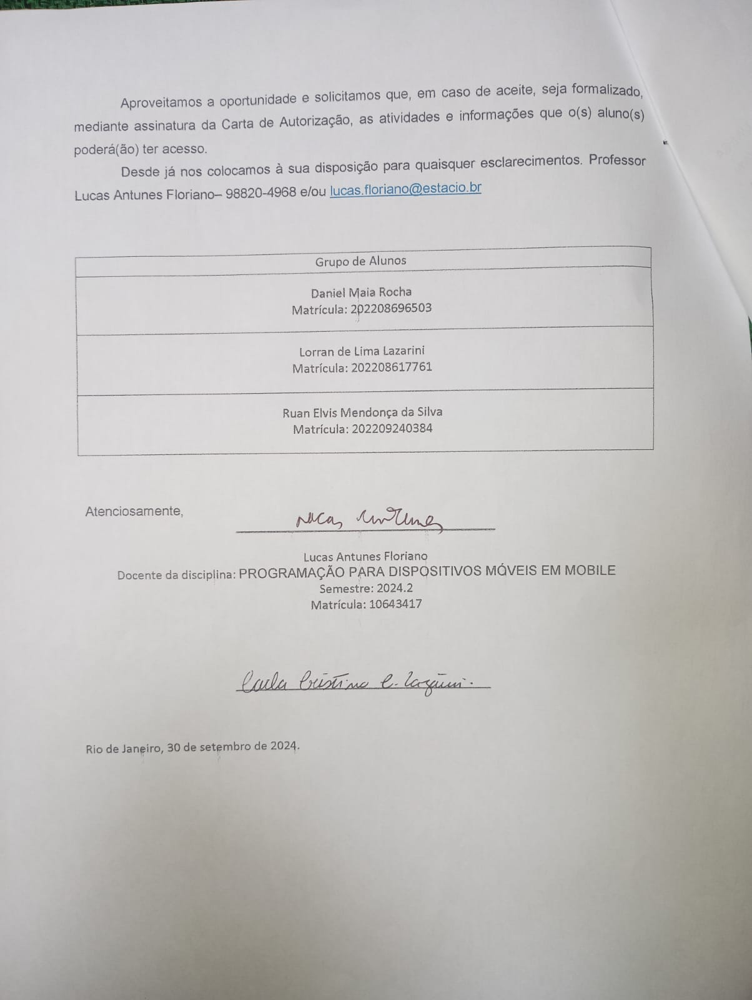 Aproveitamos a oportunidade e solicitamos que, em caso de aceite, seja formalizado,
mediante assinatura da Carta de Autorização, as atividades e informações que o(s) aluno(s)
poderá(ão) ter acesso.
Desde já nos colocamos à sua disposição para quaisquer esclarecimentos. Professor
Lucas Antunes Floriano– 98820-4968 e/ou lucas.floriano@estacio.br
Grupo de Alunos
Daniel Maia Rocha
Matrícula: 202208696503
Lorran de Lima Lazarini
Matrícula: 202208617761
Ruan Elvis Mendonça da Silva
Matrícula: 202209240384
Atenciosamente,
Lucas Antunes
Lucas Antunes Floriano
Docente da disciplina: PROGRAMAÇÃO PARA DISPOSITIVOS MÓVEIS EM MOBILE
Semestre: 2024.2
Matrícula: 10643417
Carla Cristina C. Lazarini.
Rio de Janeiro, 30 de setembro de 2024.